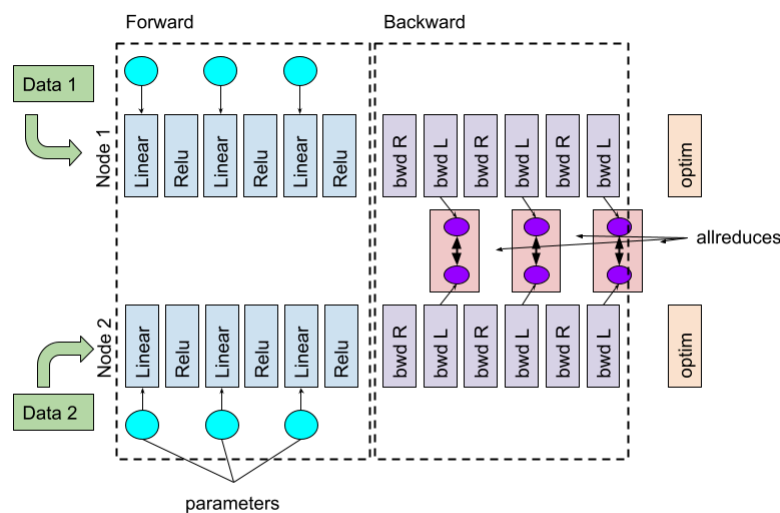 Forward
Backward
Data 1
Node 1
Linear
Relu
Linear
Relu
Linear
Relu
bwd R
bwd L
bwd R
bwd L
bwd R
bwd L
optim
allreduces
Node 2
Linear
Relu
Linear
Relu
Linear
Relu
bwd R
bwd L
bwd R
bwd L
bwd R
bwd L
optim
Data 2
parameters